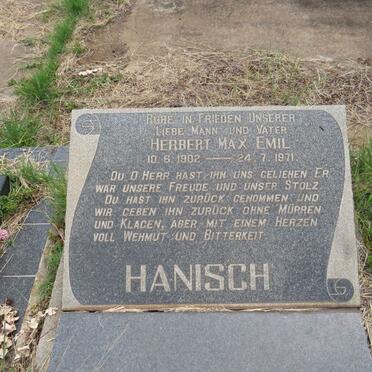 RUHE IN FRIEDEN UNSERER
LIEBE MANN UND VATER
HERBERT MAX EMIL
10. 6. 1902 — 24. 7. 1971.
DU O HERR HAST IHN UNS GELIEHEN ER
WAR UNSERE FREUDE UND UNSER STOLZ.
DU HAST IHN ZURÜCK GENOMMEN UND
WIR GEBEN IHN ZURÜCK OHNE MÜRREN
UND KLAGEN, ABER MIT EINEM HERZEN
VOLL WEHMUT UND BITTERKEIT.
HANISCH